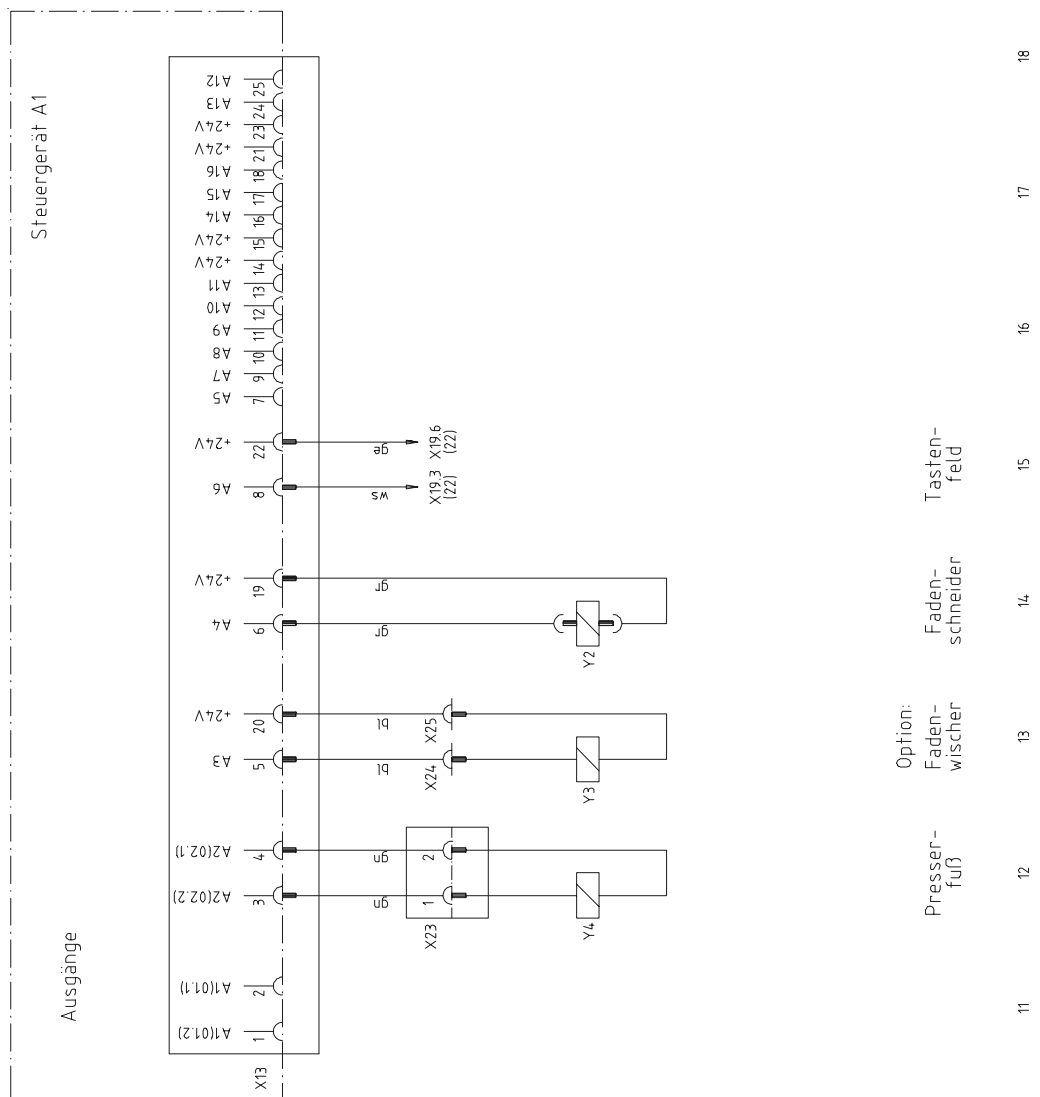 Steuergerät A1
Ausgänge
X13
A1(01.2)
1
A1(01.1)
2
A2(02.2)
3
A2(02.1)
4
A3
5
+24V
20
A4
6
+24V
19
A6
8
+24V
22
A5
7
A7
9
A8
10
A9
11
A10
12
A11
13
+24V
14
+24V
15
A14
16
A15
17
A16
18
+24V
21
+24V
23
A13
24
A12
25
gn
gn
bl
bl
gr
gr
ws
ge
X23
1
2
X24
X25
X19.3
(22)
X19.6
(22)
Y4
Y3
Y2
Presser-
fuß
Option:
Faden-
wischer
Faden-
schneider
Tasten-
feld
11
12
13
14
15
16
17
18